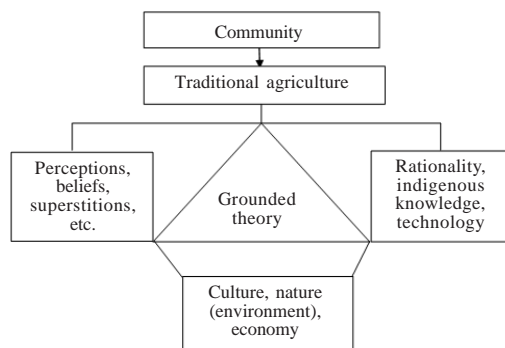 Community
Traditional agriculture
Perceptions,
beliefs,
superstitions,
etc.
Grounded
theory
Rationality,
indigenous
knowledge,
technology
Culture, nature
(environment),
economy